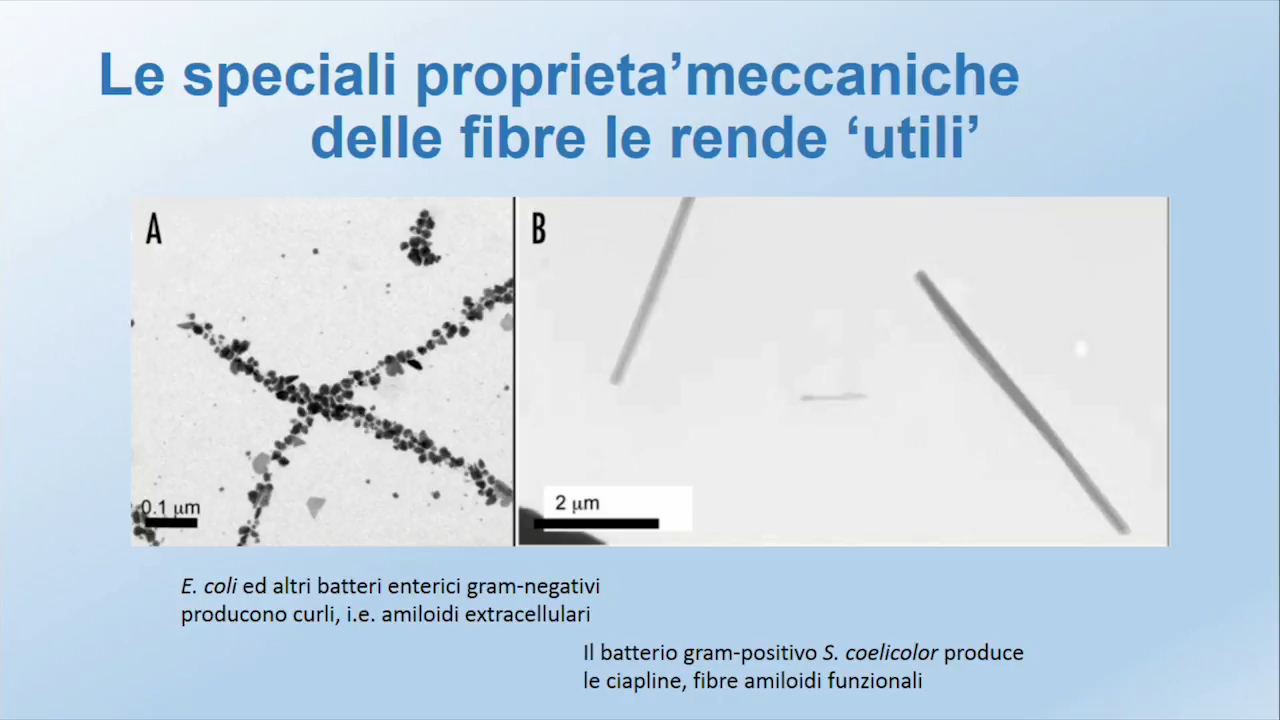 Le speciali proprieta’meccaniche
delle fibre le rende ‘utili’
A
B
0.1 μm
2 μm
E. coli ed altri batteri enterici gram-negativi
producono curli, i.e. amiloidi extracellulari
Il batterio gram-positivo S. coelicolor produce
le ciapline, fibre amiloidi funzionali